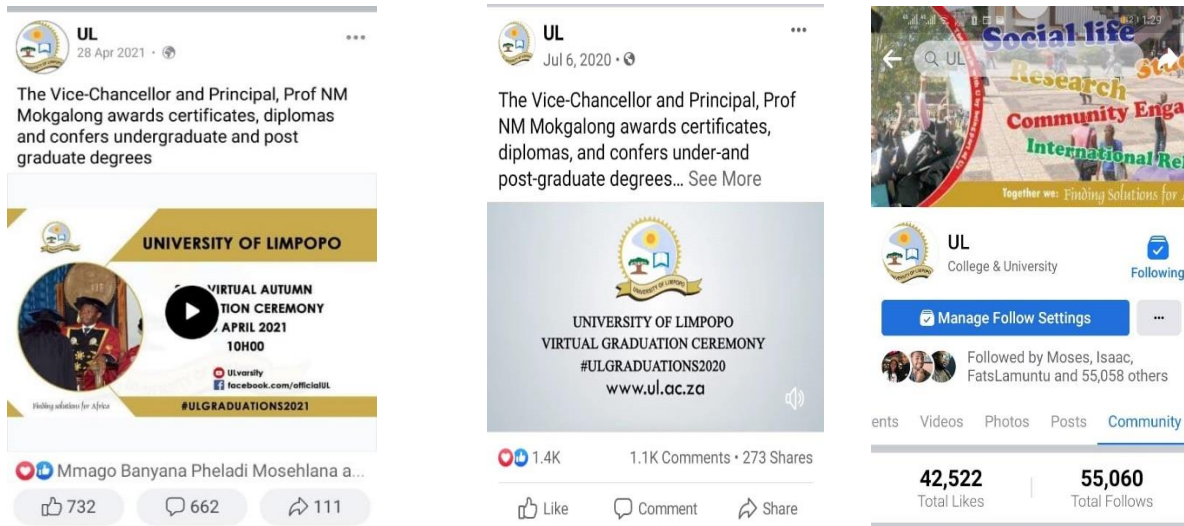 UL
28 Apr 2021
The Vice-Chancellor and Principal, Prof NM
Mokgalong awards certificates, diplomas
and confers undergraduate and post
graduate degrees
UNIVERSITY OF LIMPOPO
VIRTUAL AUTUMN
CEREMONY
APRIL 2021
10H00
ULvarsity
facebook.com/officialUL
Finding solutions for Africa
#ULGRADUATIONS2021
Mmago Banyana Pheladi Mosehlana a...
732 662 111
UL
Jul 6, 2020
The Vice-Chancellor and Principal, Prof
NM Mokgalong awards certificates,
diplomas, and confers under-and
post-graduate degrees... See More
UNIVERSITY OF LIMPOPO
UNIVERSITY OF LIMPOPO
VIRTUAL GRADUATION CEREMONY
#ULGRADUATIONS2020
www.ul.ac.za
1.4K 1.1K Comments • 273 Shares
Like Comment Share
1:29
UL
Social life
Research
Community Enga
International Rel
Together we: Finding Solutions for
UL
College & University
Following
Manage Follow Settings
Followed by Moses, Isaac,
FatsLamuntu and 55,058 others
ents Videos Photos Posts Community
42,522 55,060
Total Likes Total Follows